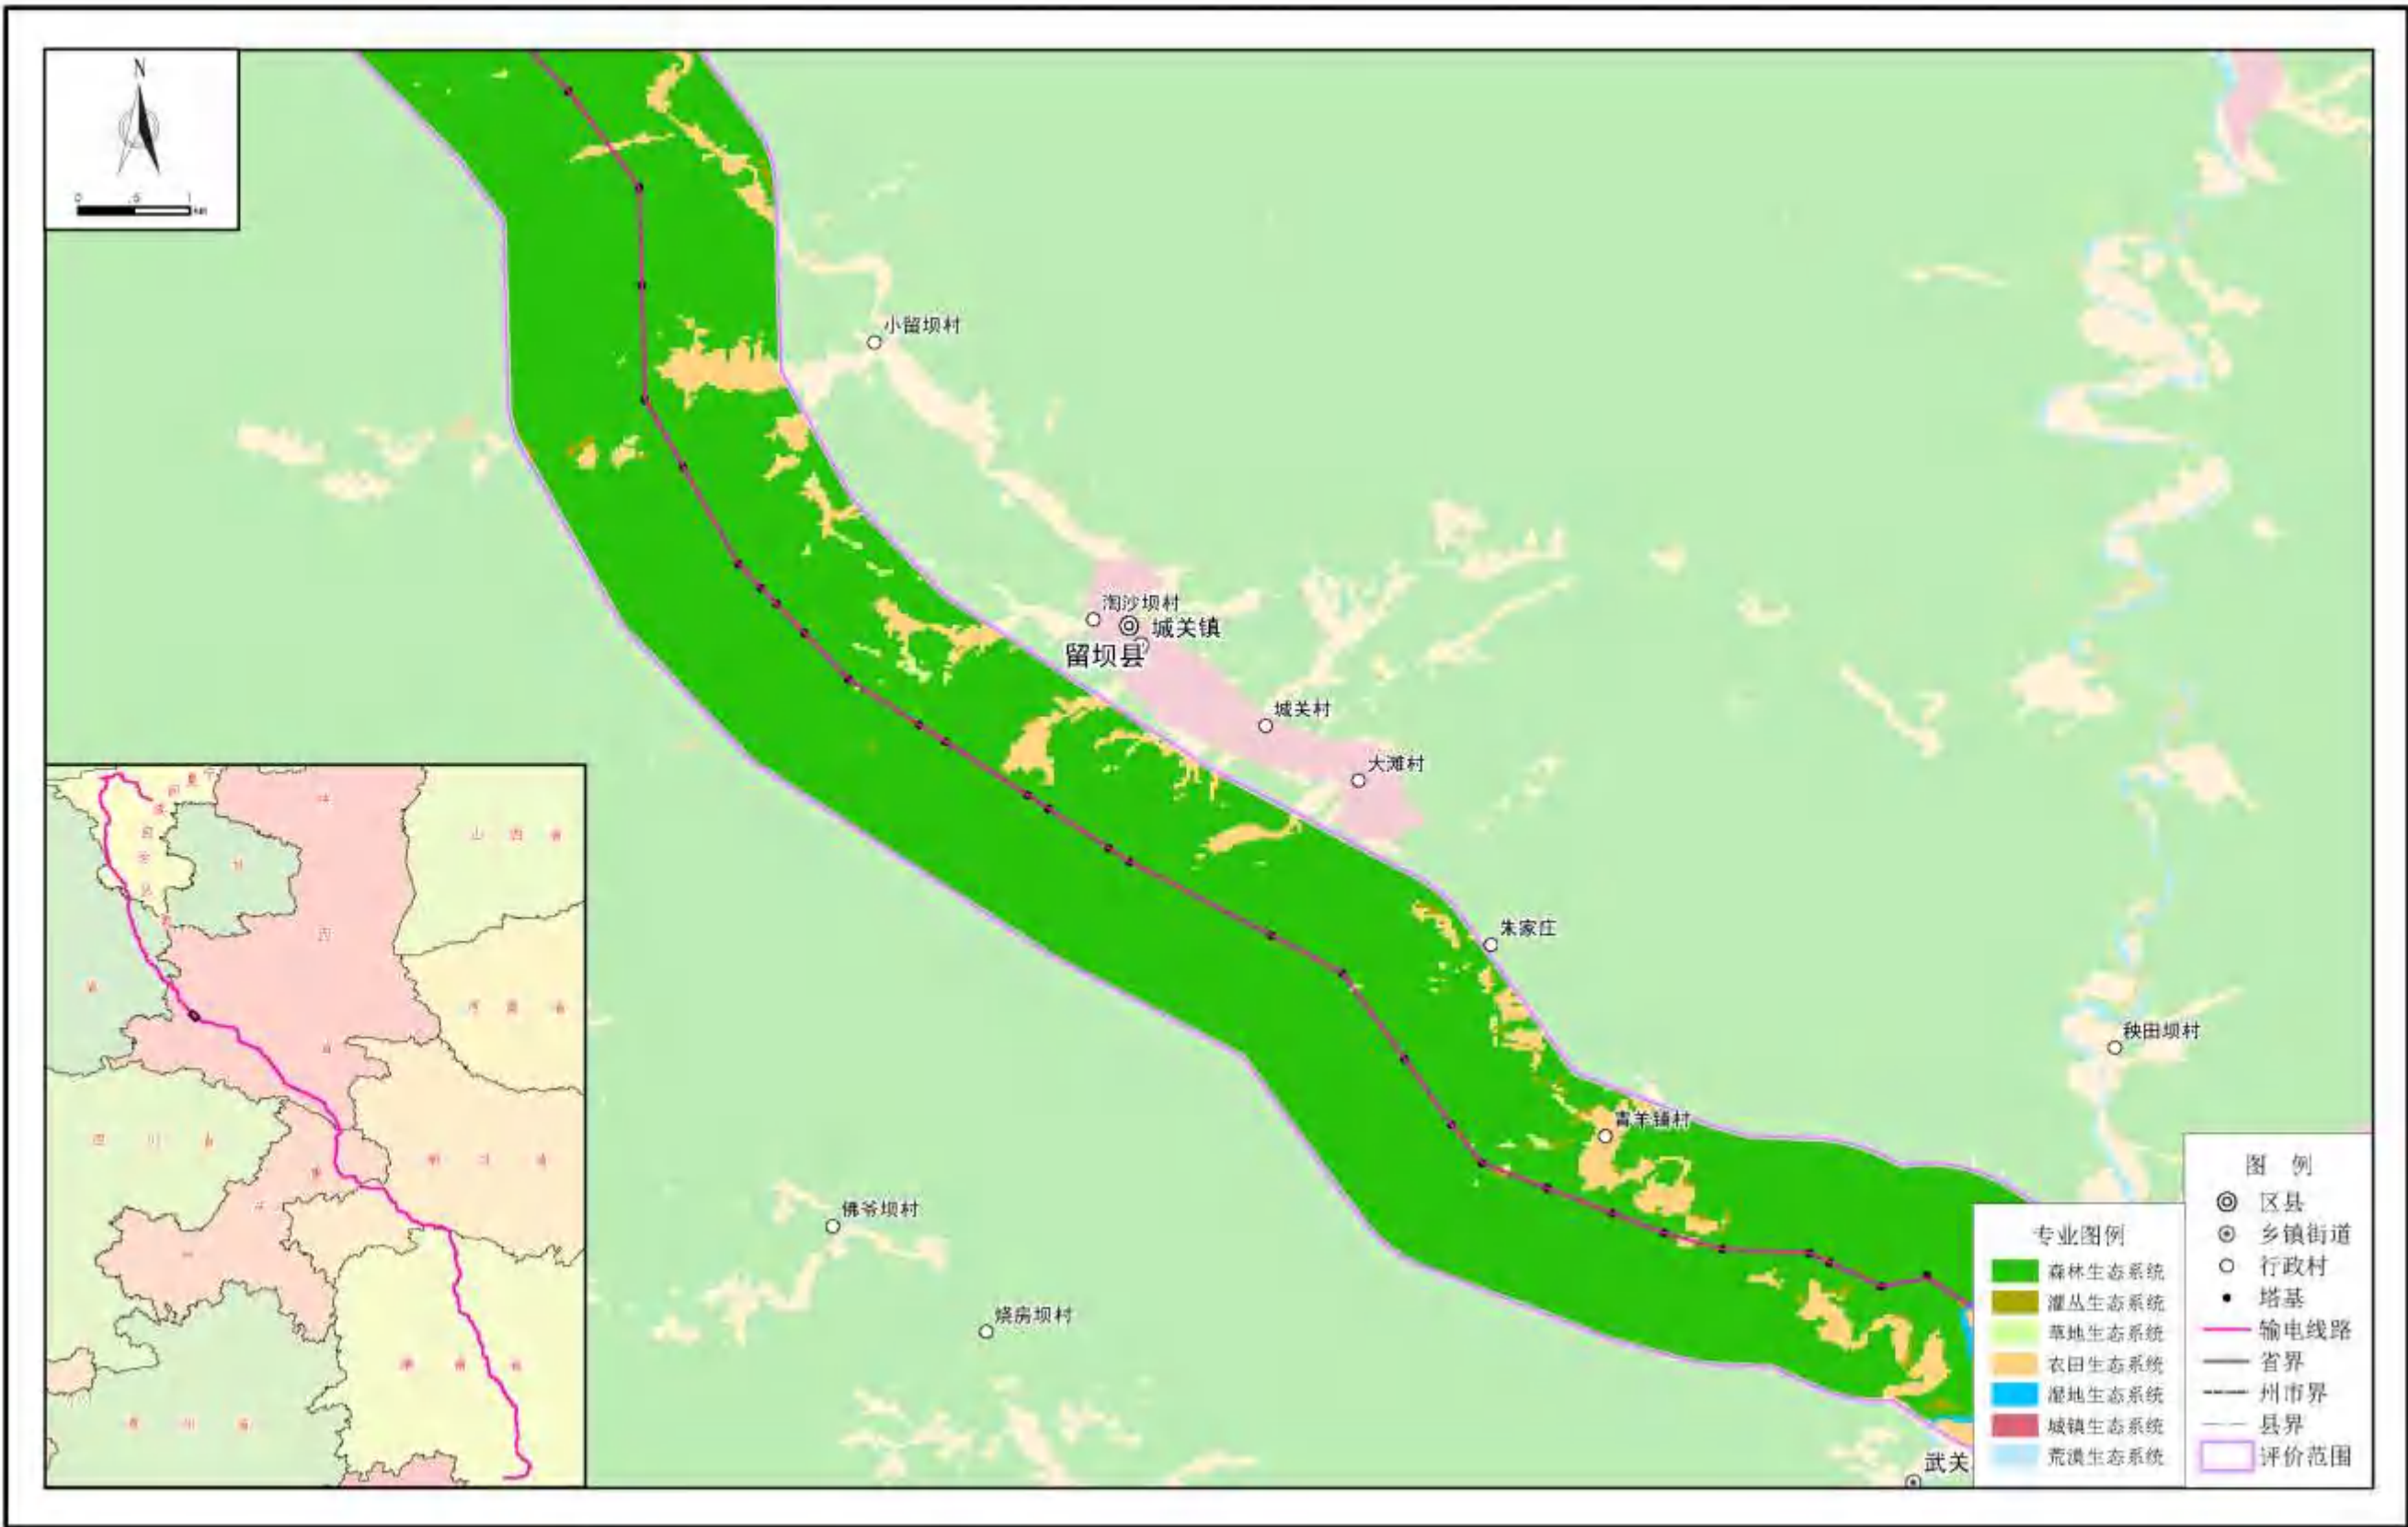 N
0 .5 1
km
小留坝村
淘沙坝村
城关镇
留坝县
城关村
大滩村
朱家庄
秧田坝村
青羊铺村
佛爷坝村
烧房坝村
武关
山 西 省
四 川 省
图 例
区县
乡镇街道
行政村
塔基
输电线路
省界
州市界
县界
评价范围
专业图例
森林生态系统
灌丛生态系统
草地生态系统
农田生态系统
湿地生态系统
城镇生态系统
荒漠生态系统